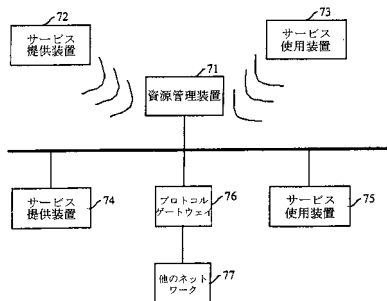 72
サービス
提供装置
73
サービス
使用装置
71
資源管理装置
サービス
提供装置
74
プロトコル
ゲートウェイ
76
サービス
使用装置
75
他のネット
ワーク
77